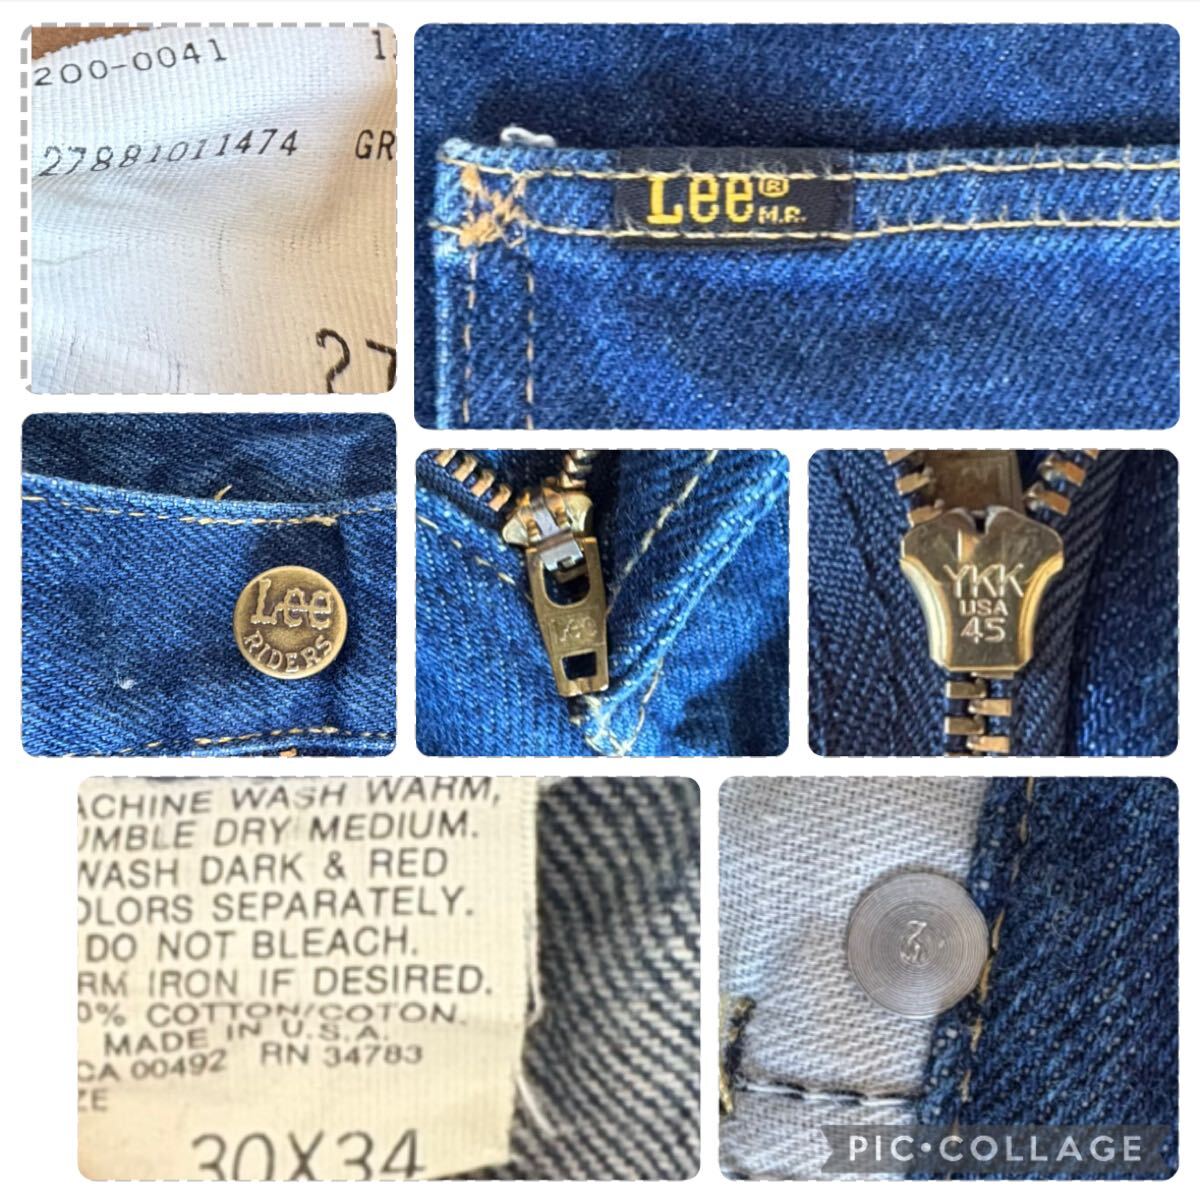 200-0041
27881011474 GR
27
Lee® M.R.
Lee
RIDERS
Lee
YKK
USA
45
ACHINE WASH WARM,
UMBLE DRY MEDIUM.
WASH DARK & RED
OLORS SEPARATELY.
DO NOT BLEACH.
RM IRON IF DESIRED.
0% COTTON/COTON.
MADE IN U.S.A.
CA 00492 RN 34783
ZE
30X34
PIC•COLLAGE